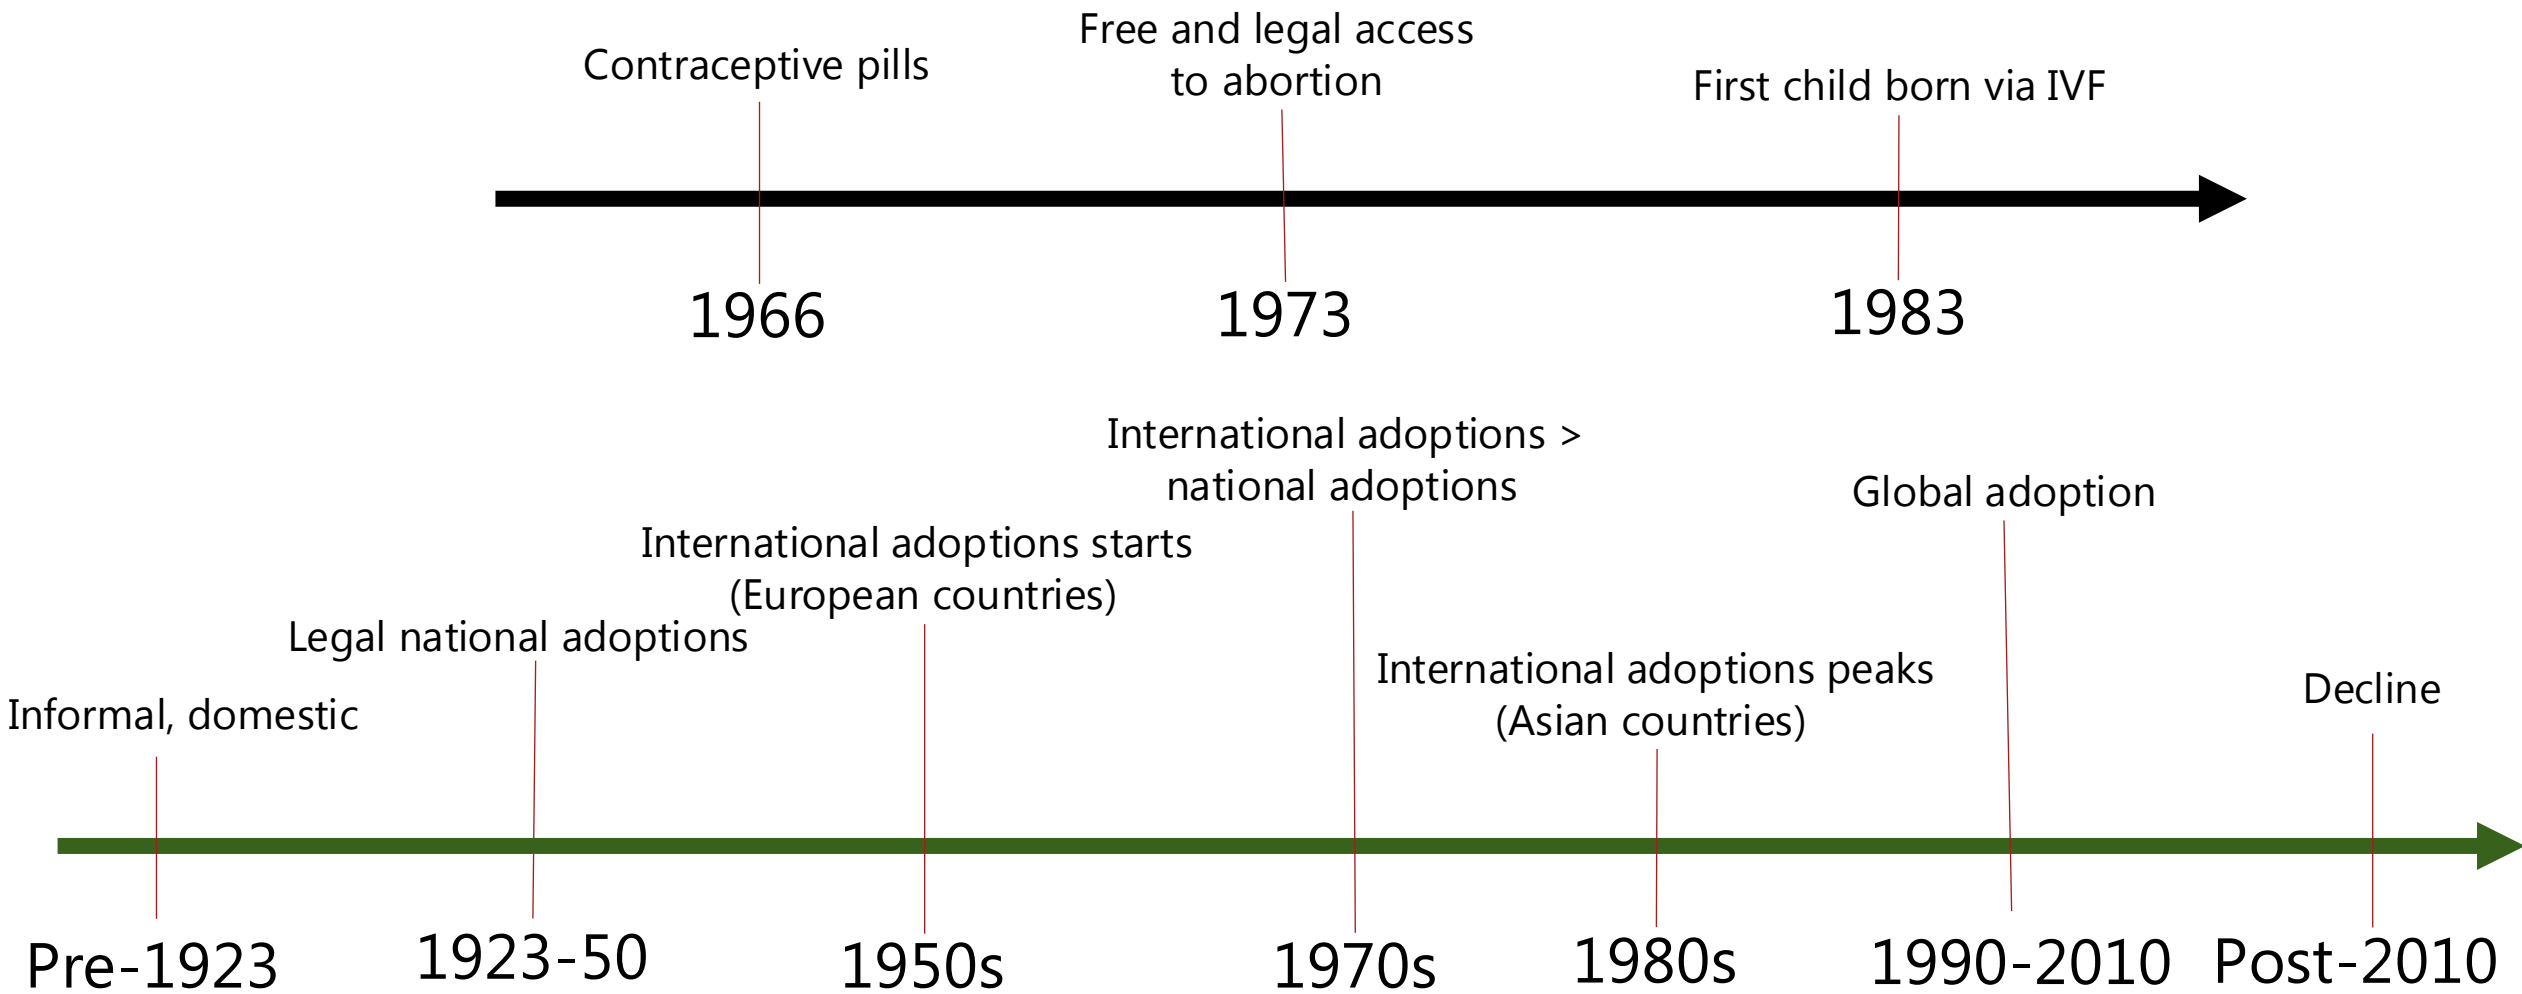 Contraceptive pills
Free and legal access
to abortion
First child born via IVF
1966
1973
1983
International adoptions >
national adoptions
Global adoption
International adoptions starts
(European countries)
Legal national adoptions
International adoptions peaks
(Asian countries)
Decline
Informal, domestic
Pre-1923
1923-50
1950s
1970s
1980s
1990-2010
Post-2010